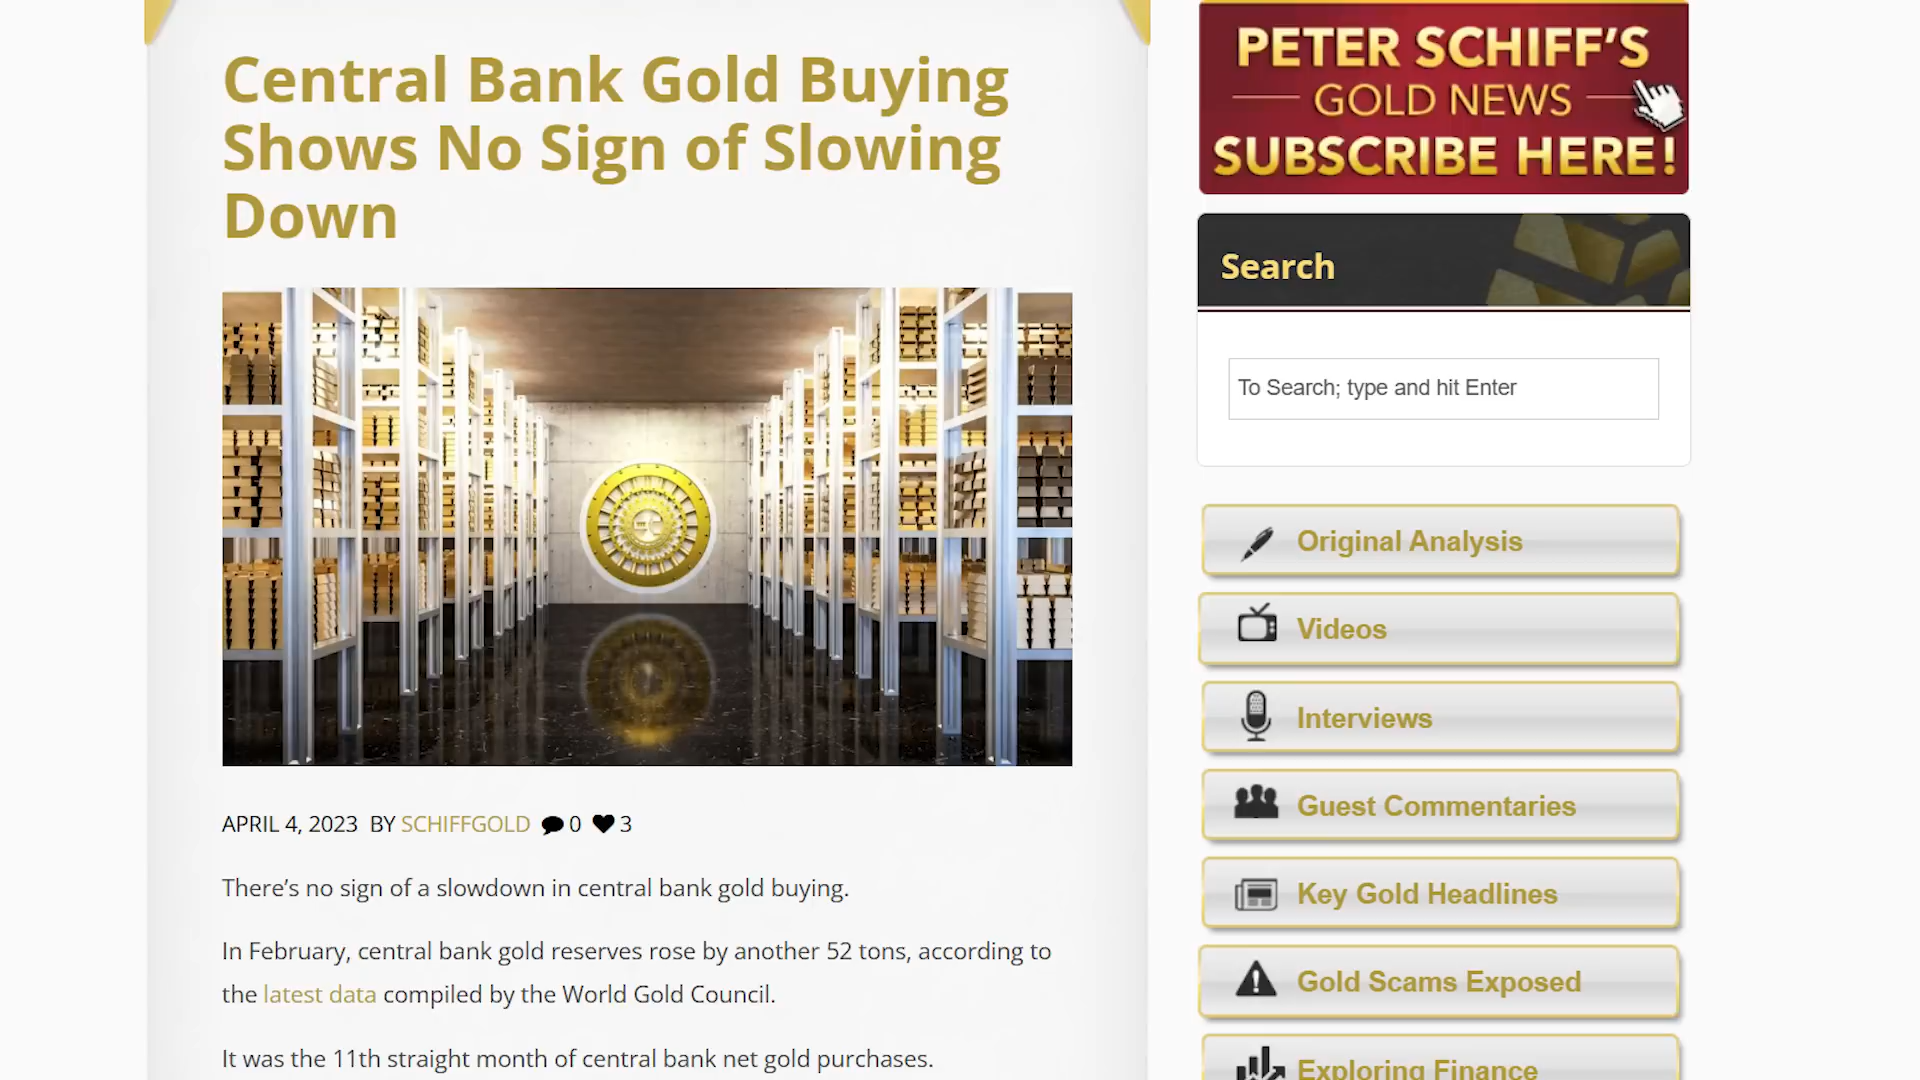 Central Bank Gold Buying
Shows No Sign of Slowing
Down
APRIL 4, 2023 BY SCHIFFGOLD 0 3
There’s no sign of a slowdown in central bank gold buying.
In February, central bank gold reserves rose by another 52 tons, according to
the latest data compiled by the World Gold Council.
It was the 11th straight month of central bank net gold purchases.
PETER SCHIFF’S
GOLD NEWS
SUBSCRIBE HERE!
Search
To Search; type and hit Enter
Original Analysis
Videos
Interviews
Guest Commentaries
Key Gold Headlines
Gold Scams Exposed
Exploring Finance